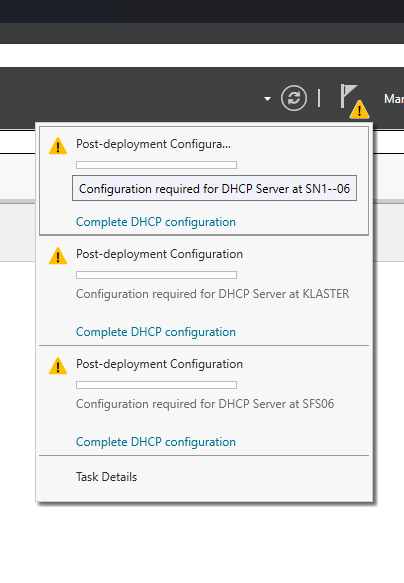 Mar
Post-deployment Configura...
Configuration required for DHCP Server at SN1--06
Complete DHCP configuration
Post-deployment Configuration
Configuration required for DHCP Server at KLASTER
Complete DHCP configuration
Post-deployment Configuration
Configuration required for DHCP Server at SFS06
Complete DHCP configuration
Task Details